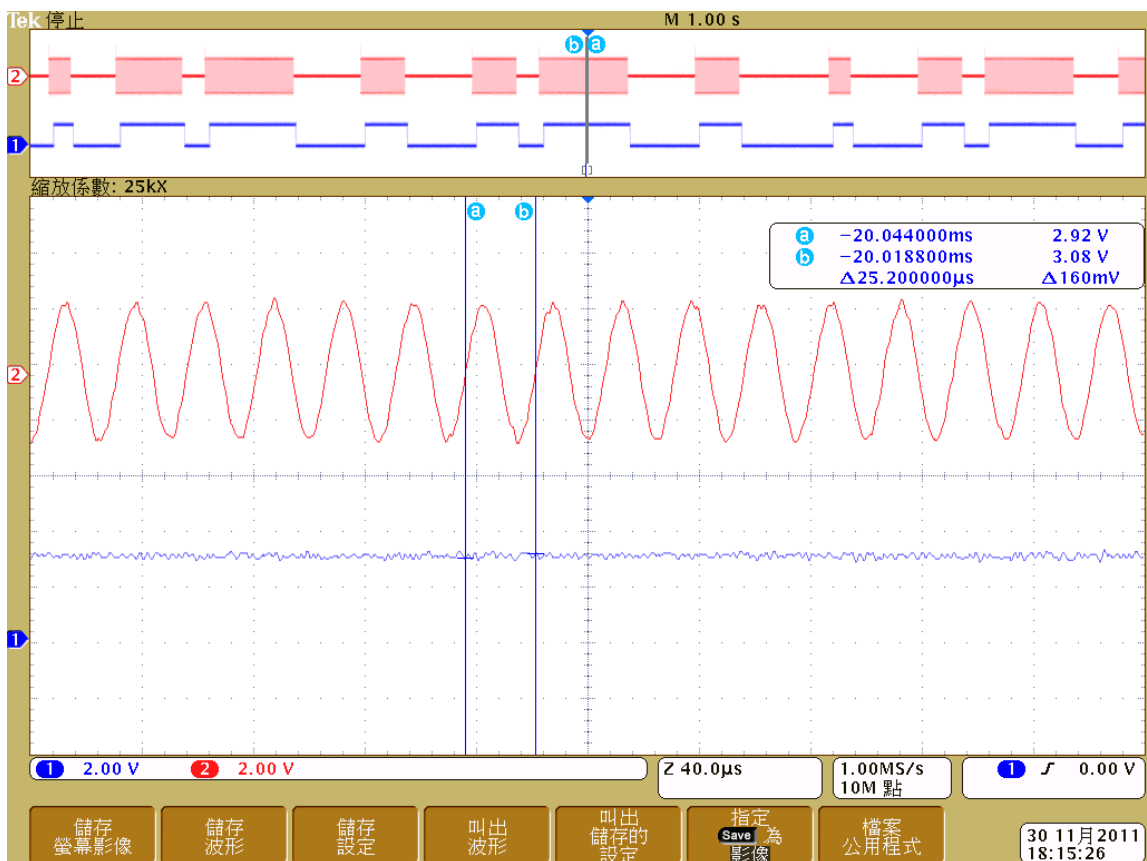 Tek 停止 M 1.00 s
b a
2
1
縮放係數: 25kX
a b
a -20.044000ms 2.92 V
b -20.018800ms 3.08 V
Δ25.200000µs Δ160mV
2
1
1 2.00 V 2 2.00 V Z 40.0µs 1.00MS/s 1 0.00 V
10M 點
儲存
螢幕影像
儲存
波形
儲存
設定
叫出
波形
叫出
儲存的
設定
指定
Save 為
影像
檔案
公用程式
30 11月 2011
18:15:26